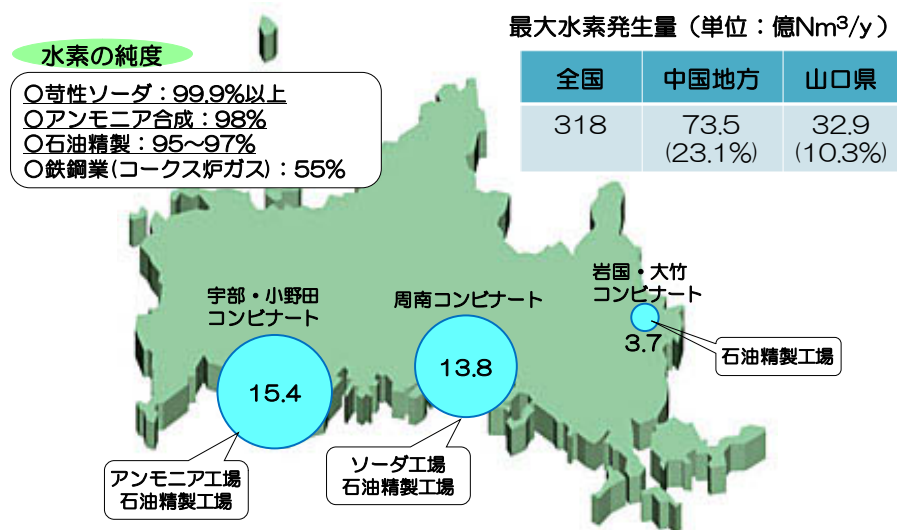 水素の純度
○苛性ソーダ:99.9%以上
○アンモニア合成:98%
○石油精製:95~97%
○鉄鋼業(コークス炉ガス):55%
最大水素発生量(単位:億Nm³/y)
全国 中国地方 山口県
318 73.5 32.9
(23.1%) (10.3%)
宇部・小野田
コンビナート
15.4
アンモニア工場
石油精製工場
周南コンビナート
13.8
ソーダ工場
石油精製工場
岩国・大竹
コンビナート
3.7
石油精製工場